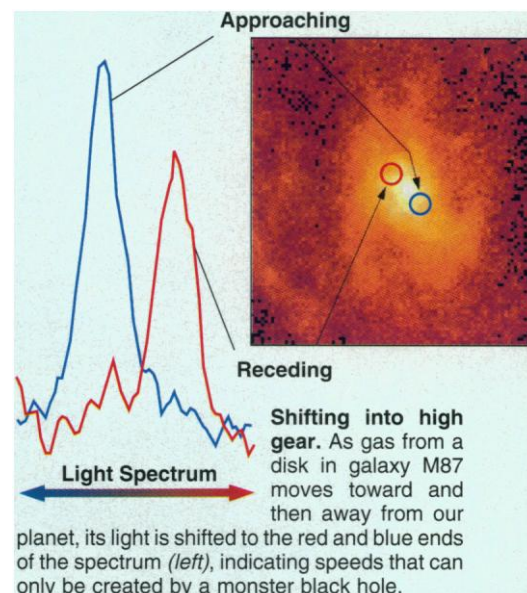 Approaching
Receding
Light Spectrum
Shifting into high
gear. As gas from a
disk in galaxy M87
moves toward and
then away from our
planet, its light is shifted to the red and blue ends
of the spectrum (left), indicating speeds that can
only be created by a monster black hole.